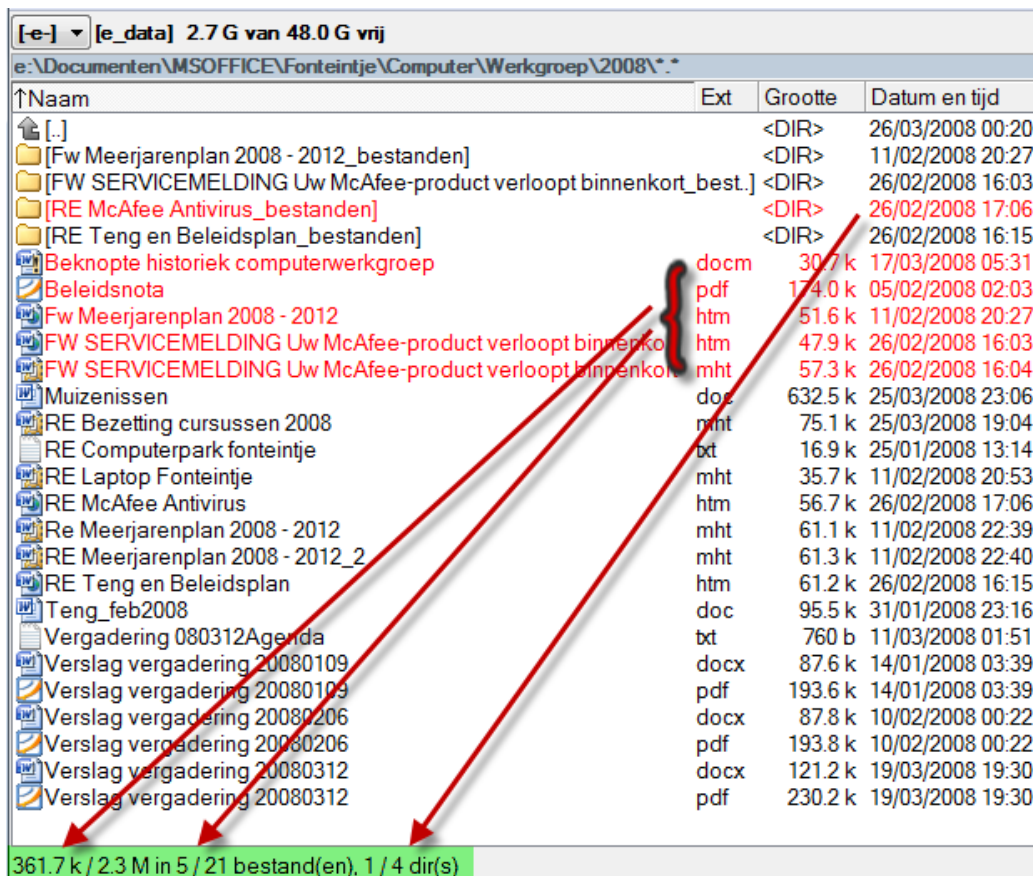 [-e-] [e_data] 2.7 G van 48.0 G vrij
e:\Documenten\MSOFFICE\Fonteintje\Computer\Werkgroep\2008\*.*
↑Naam Ext Grootte Datum en tijd
[..] <DIR> 26/03/2008 00:20
[Fw Meerjarenplan 2008 - 2012_bestanden] <DIR> 11/02/2008 20:27
[FW SERVICEMELDING Uw McAfee-product verloopt binnenkort_best..] <DIR> 26/02/2008 16:03
[RE McAfee Antivirus_bestanden] <DIR> 26/02/2008 17:06
[RE Teng en Beleidsplan_bestanden] <DIR> 26/02/2008 16:15
Beknopte historiek computerwerkgroep docm 30.7 k 17/03/2008 05:31
Beleidsnota pdf 174.0 k 05/02/2008 02:03
Fw Meerjarenplan 2008 - 2012 htm 51.6 k 11/02/2008 20:27
FW SERVICEMELDING Uw McAfee-product verloopt binnenko htm 47.9 k 26/02/2008 16:03
FW SERVICEMELDING Uw McAfee-product verloopt binnenkort mht 57.3 k 26/02/2008 16:04
Muizenissen doc 632.5 k 25/03/2008 23:06
RE Bezetting cursussen 2008 mht 75.1 k 25/03/2008 19:04
RE Computerpark fonteintje txt 16.9 k 25/01/2008 13:14
RE Laptop Fonteintje mht 35.7 k 11/02/2008 20:53
RE McAfee Antivirus htm 56.7 k 26/02/2008 17:06
Re Meerjarenplan 2008 - 2012 mht 61.1 k 11/02/2008 22:39
RE Meerjarenplan 2008 - 2012_2 mht 61.3 k 11/02/2008 22:40
RE Teng en Beleidsplan htm 61.2 k 26/02/2008 16:15
Teng_feb2008 doc 95.5 k 31/01/2008 23:16
Vergadering 080312Agenda txt 760 b 11/03/2008 01:51
Verslag vergadering 20080109 docx 87.6 k 14/01/2008 03:39
Verslag vergadering 20080109 pdf 193.6 k 14/01/2008 03:39
Verslag vergadering 20080206 docx 87.8 k 10/02/2008 00:22
Verslag vergadering 20080206 pdf 193.8 k 10/02/2008 00:22
Verslag vergadering 20080312 docx 121.2 k 19/03/2008 19:30
Verslag vergadering 20080312 pdf 230.2 k 19/03/2008 19:30
361.7 k / 2.3 M in 5 / 21 bestand(en), 1 / 4 dir(s)